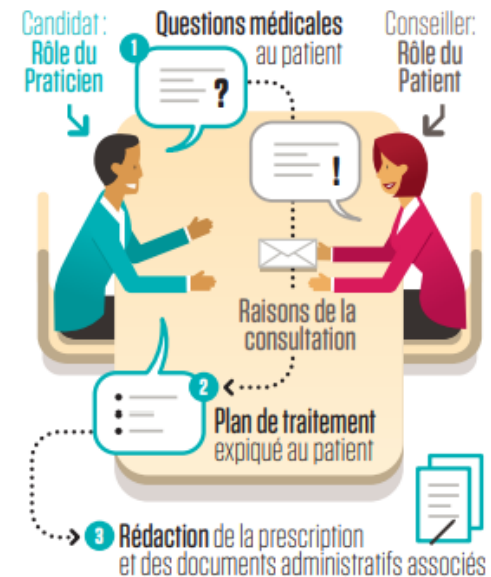 Candidat:
Rôle du
Praticien
1
Questions médicales
au patient
Conseiller:
Rôle du
Patient
?
!
Raisons de la
consultation
2
Plan de traitement
expiqué au patient
3 Rédaction de la prescription
et des documents administratifs associés